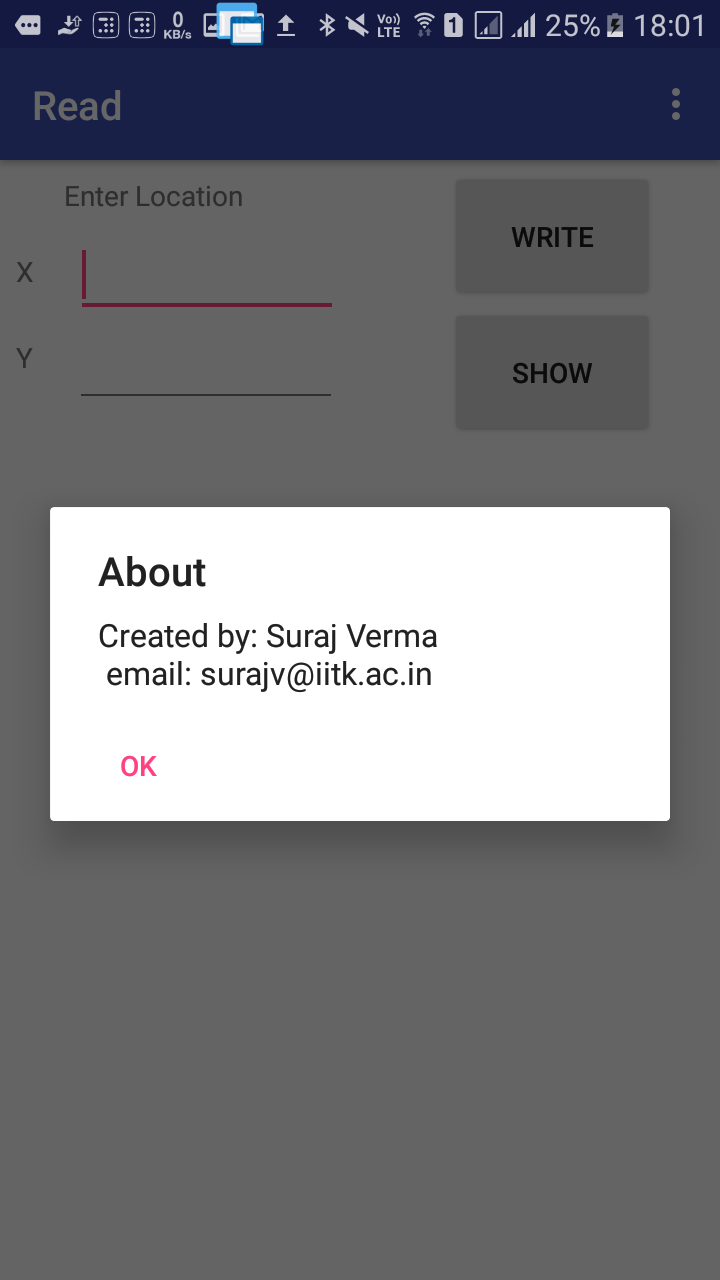 0 KB/s Vo)) LTE 1 25% 18:01
Read
Enter Location
WRITE
X
Y
SHOW
About
Created by: Suraj Verma
email: surajv@iitk.ac.in
OK